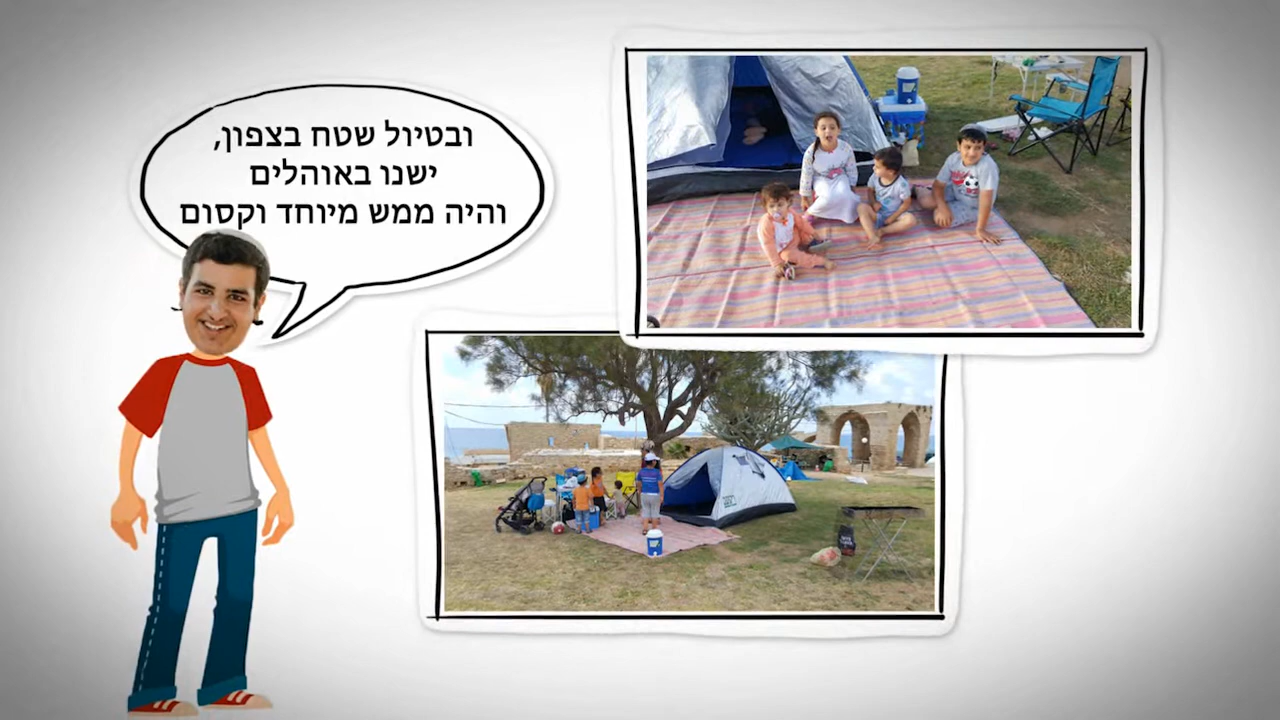 ובטיול שטח בצפון,
ישנו באוהלים
והיה ממש מיוחד וקסום